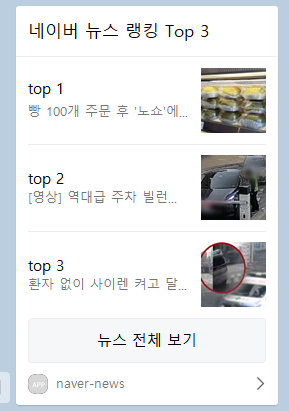 네이버 뉴스 랭킹 Top 3
top 1
빵 100개 주문 후 '노쇼'에...
top 2
[영상] 역대급 주차 빌런...
top 3
환자 없이 사이렌 켜고 달...
뉴스 전체 보기
APP naver-news